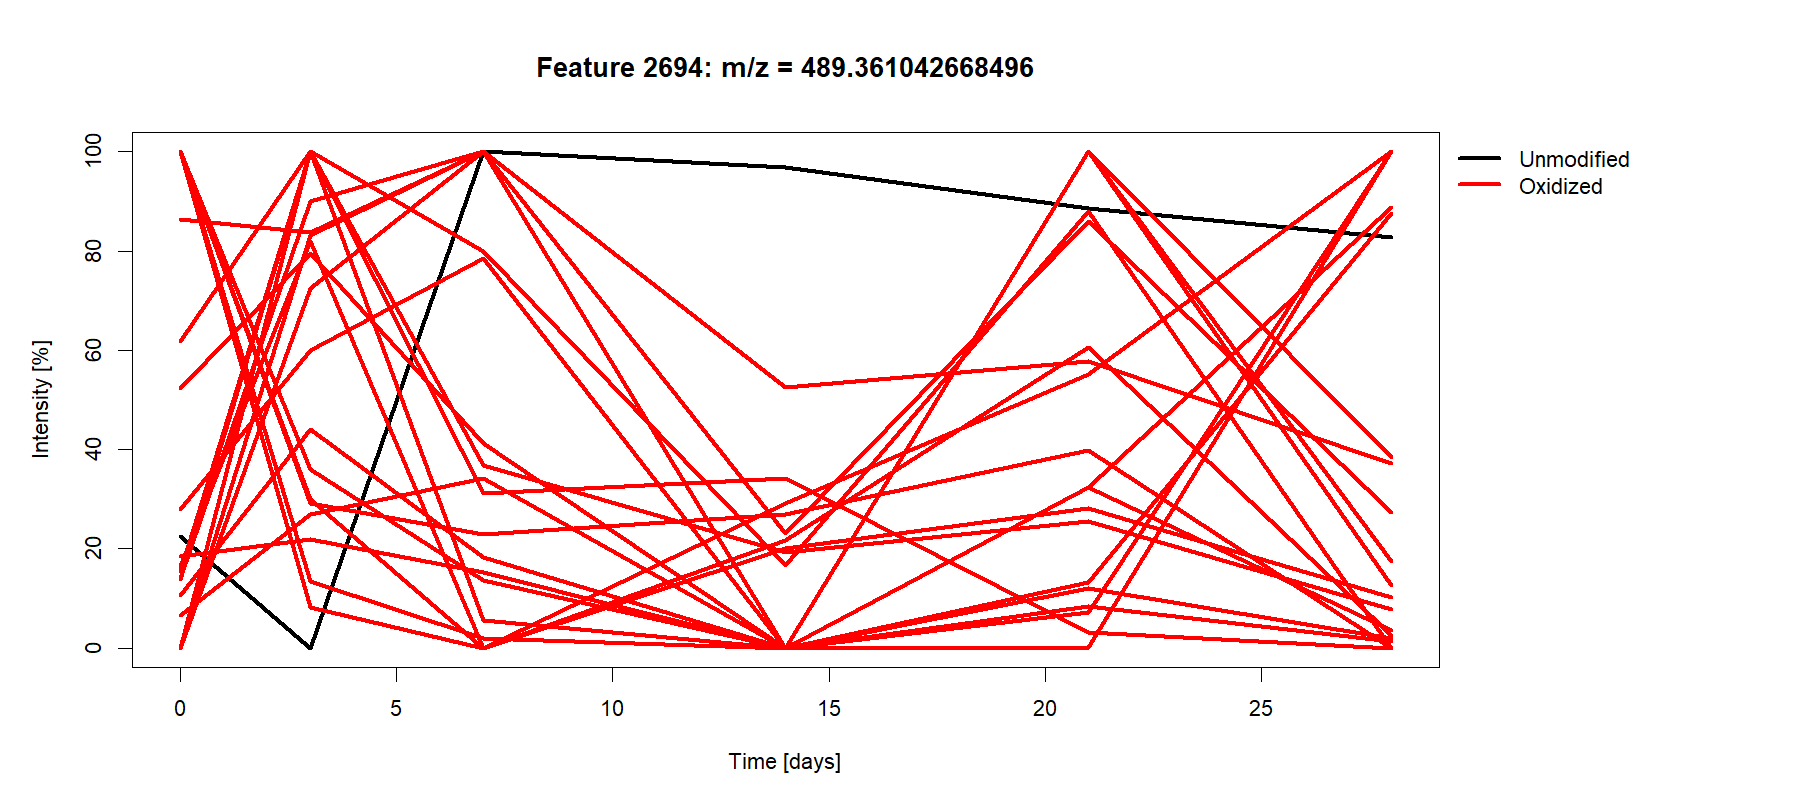 Feature 2694: m/z = 489.361042668496
Unmodified
Oxidized
Intensity [%]
100
80
60
40
20
0
0 5 10 15 20 25
Time [days]